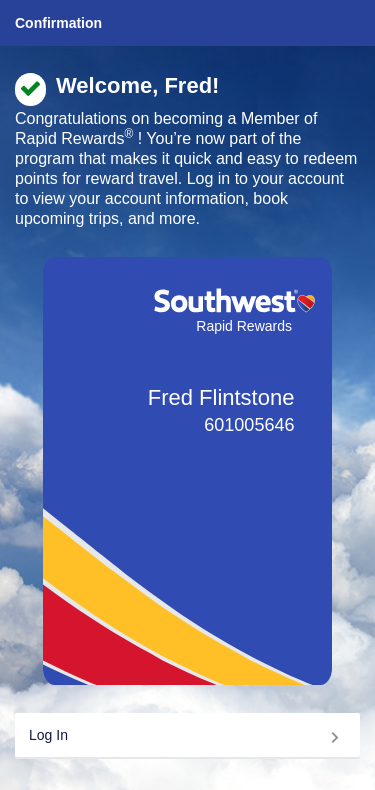 Confirmation
Welcome, Fred!
Congratulations on becoming a Member of
Rapid Rewards® ! You’re now part of the
program that makes it quick and easy to redeem
points for reward travel. Log in to your account
to view your account information, book
upcoming trips, and more.
Southwest®
Rapid Rewards
Fred Flintstone
601005646
Log In